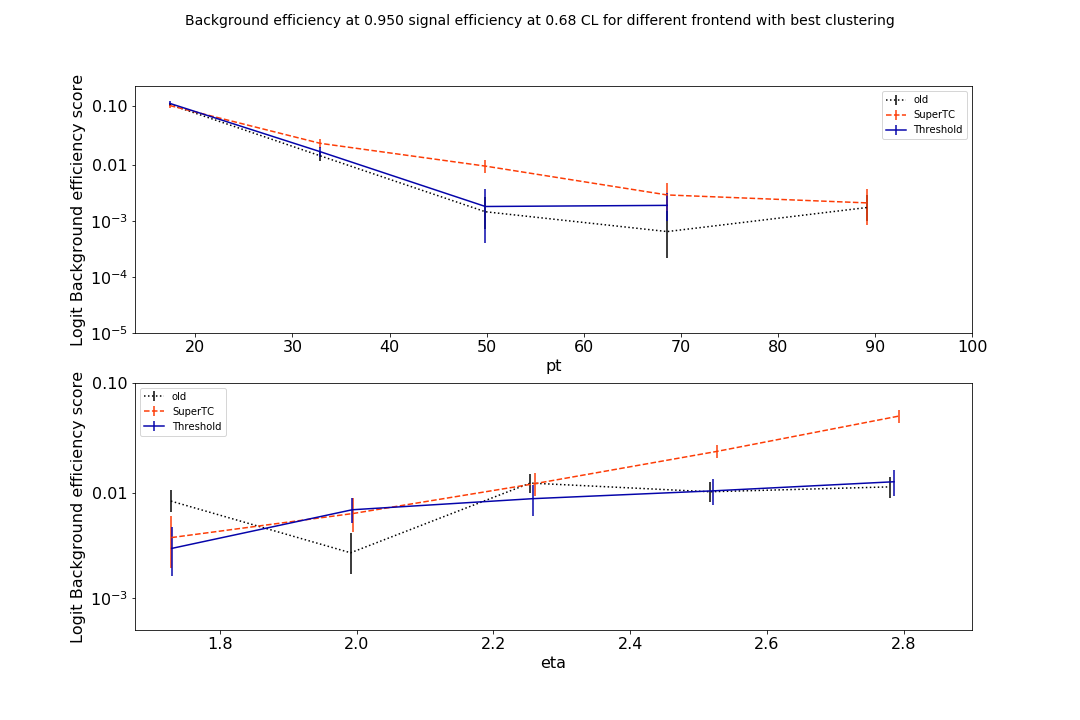 Background efficiency at 0.950 signal efficiency at 0.68 CL for different frontend with best clustering
Logit Background efficiency score
0.10
0.01
10⁻³
10⁻⁴
10⁻⁵
old
SuperTC
Threshold
20 30 40 50 60 70 80 90 100
pt
Logit Background efficiency score
0.10
0.01
10⁻³
old
SuperTC
Threshold
1.8 2.0 2.2 2.4 2.6 2.8
eta